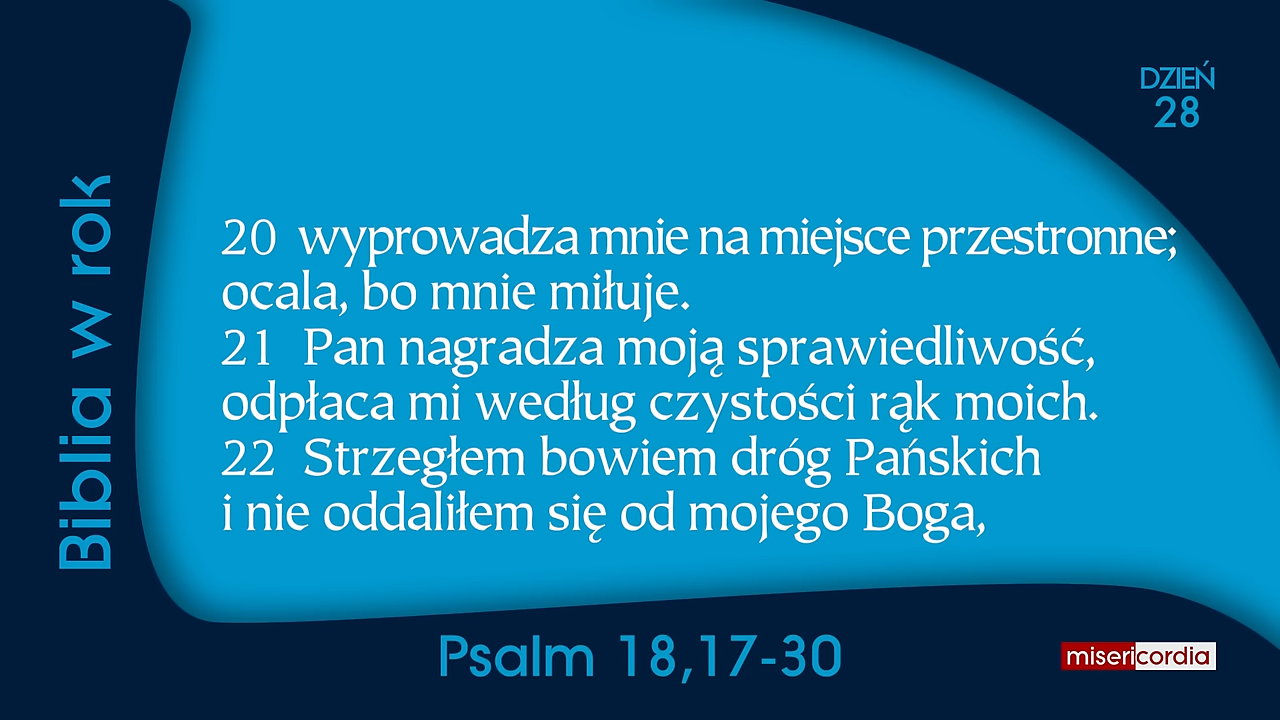 DZIEŃ
28
Biblia w rok
20 wyprowadza mnie na miejsce przestronne;
ocala, bo mnie miłuje.
21 Pan nagradza moją sprawiedliwość,
odpłaca mi według czystości rąk moich.
22 Strzegłem bowiem dróg Pańskich
i nie oddaliłem się od mojego Boga,
Psalm 18,17-30
misericordia